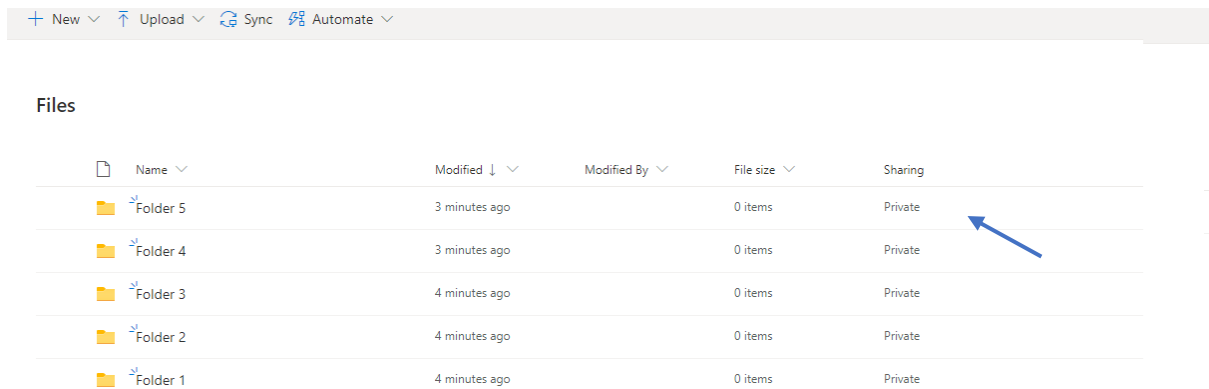 New Upload Sync Automate
Files
Name Modified ↓ Modified By File size Sharing
Folder 5 3 minutes ago 0 items Private
Folder 4 3 minutes ago 0 items Private
Folder 3 4 minutes ago 0 items Private
Folder 2 4 minutes ago 0 items Private
Folder 1 4 minutes ago 0 items Private